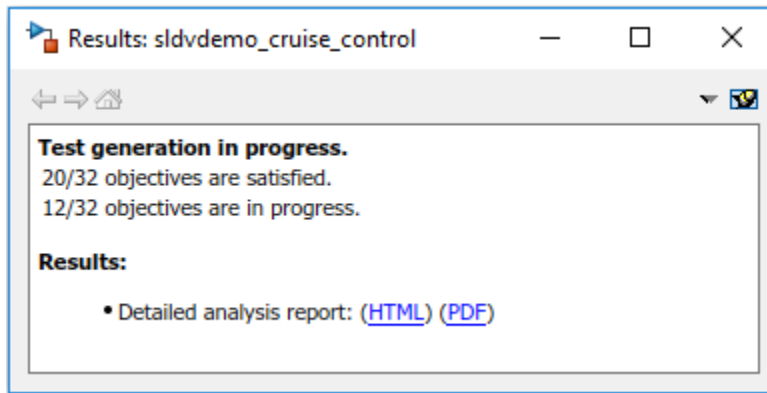 Results: sldvdemo_cruise_control
Test generation in progress.
20/32 objectives are satisfied.
12/32 objectives are in progress.
Results:
• Detailed analysis report: (HTML) (PDF)